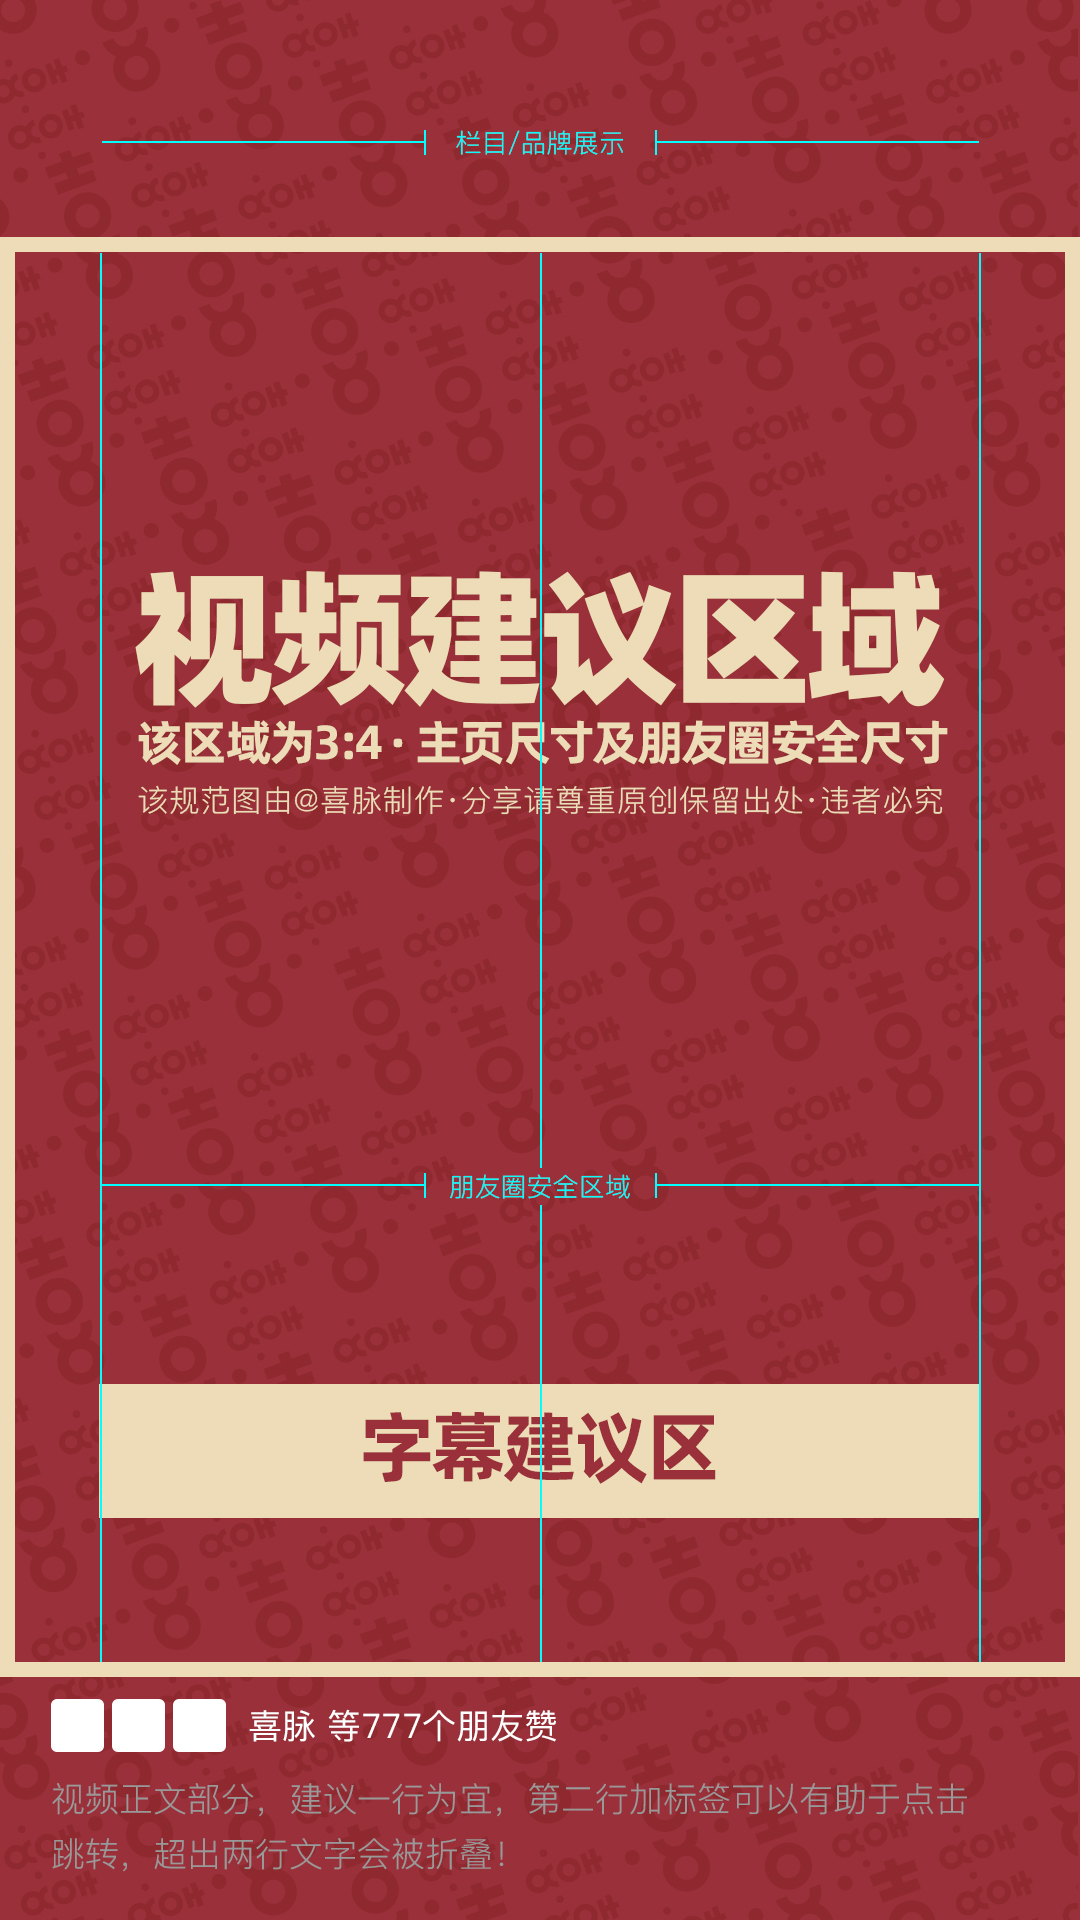 栏目/品牌展示
视频建议区域
该区域为3:4·主页尺寸及朋友圈安全尺寸
该规范图由@喜脉制作·分享请尊重原创保留出处·违者必究
朋友圈安全区域
字幕建议区
喜脉 等777个朋友赞
视频正文部分，建议一行为宜，第二行加标签可以有助于点击
跳转，超出两行文字会被折叠！